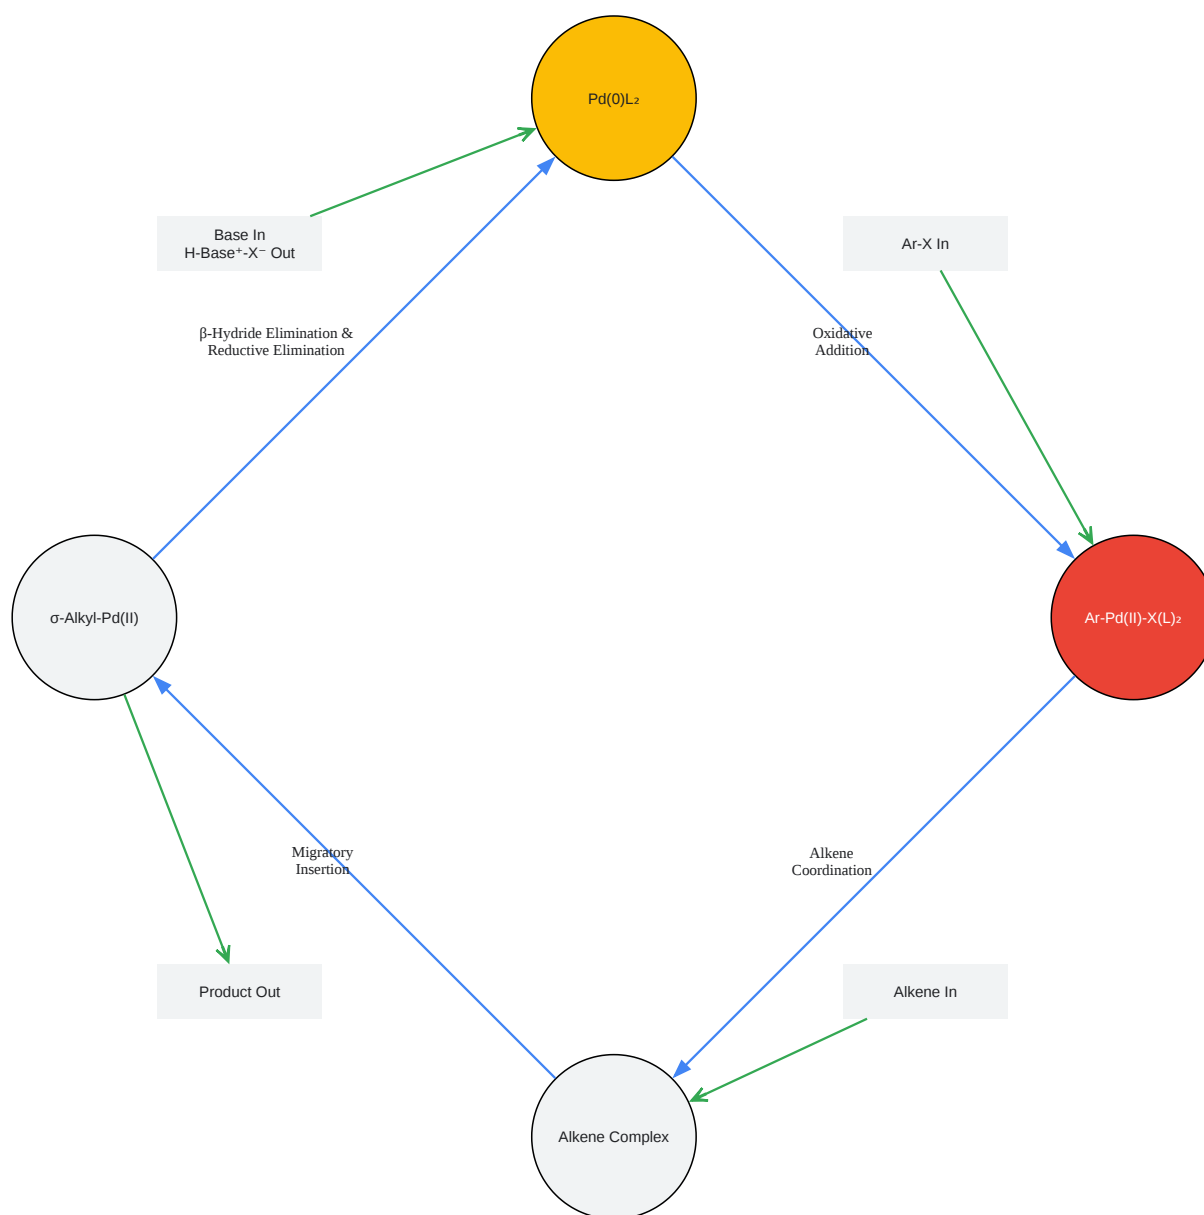 Pd(0)L₂
Base In
H-Base⁺-X⁻ Out
Ar-X In
β-Hydride Elimination &
Reductive Elimination
Oxidative
Addition
σ-Alkyl-Pd(II)
Ar-Pd(II)-X(L)₂
Migratory
Insertion
Alkene
Coordination
Product Out
Alkene In
Alkene Complex